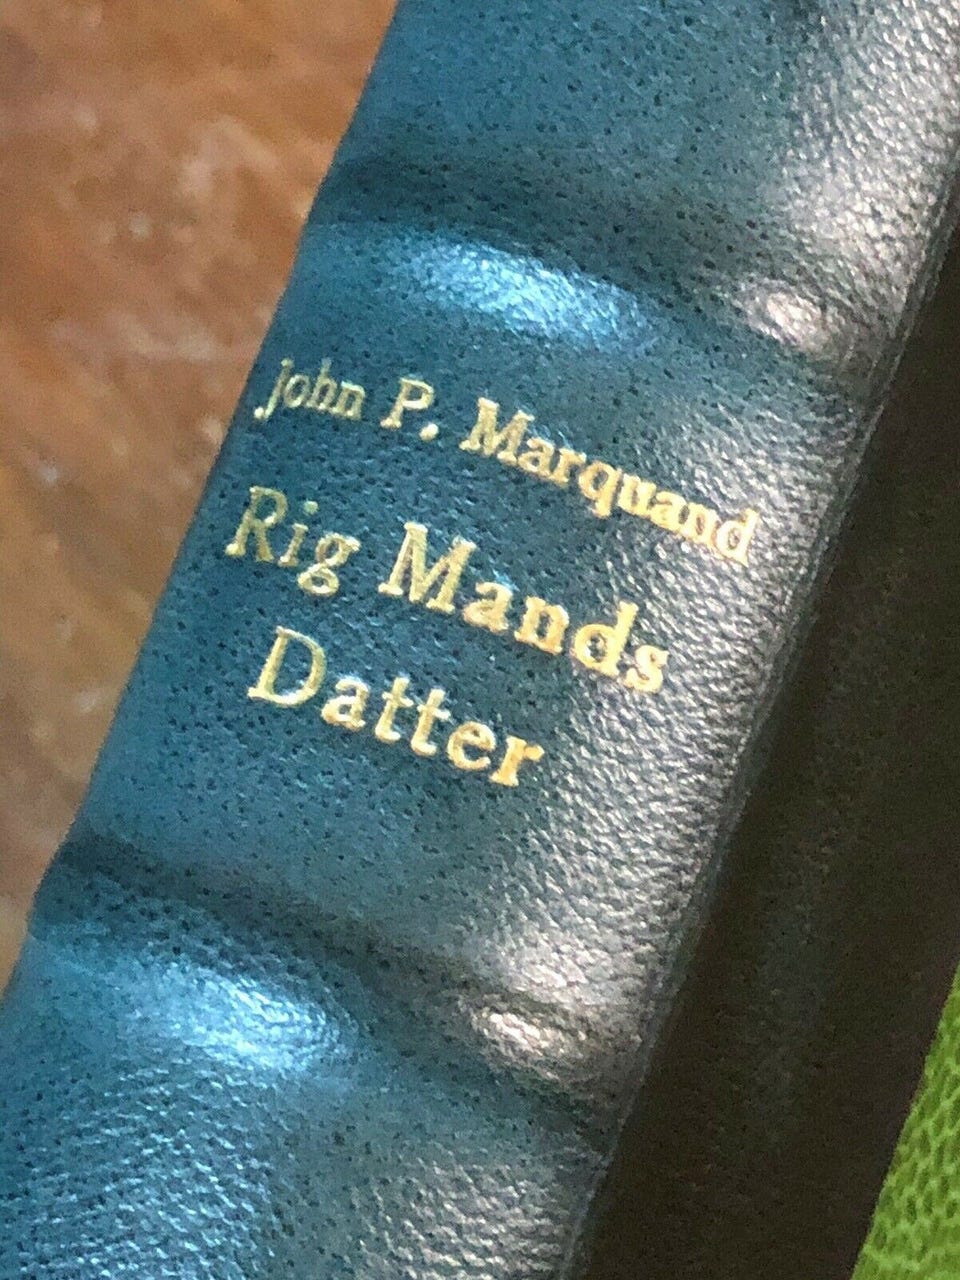 John P. Marquand
Rig Mands
Datter